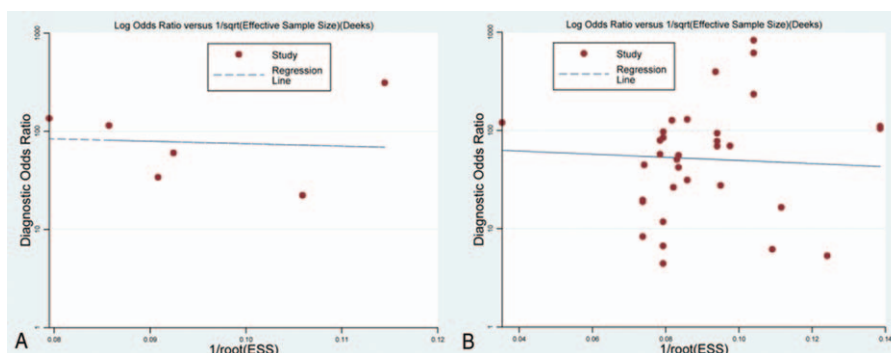 Log Odds Ratio versus 1/sqrt(Effective Sample Size)(Deeks)
Study
Regression
Line
Diagnostic Odds Ratio
1000
100
10
1
0.08
0.09
0.10
0.11
0.12
1/root(ESS)
A
Log Odds Ratio versus 1/sqrt(Effective Sample Size)(Deeks)
Study
Regression
Line
Diagnostic Odds Ratio
1000
100
10
1
0.04
0.06
0.08
0.10
0.12
0.14
1/root(ESS)
B